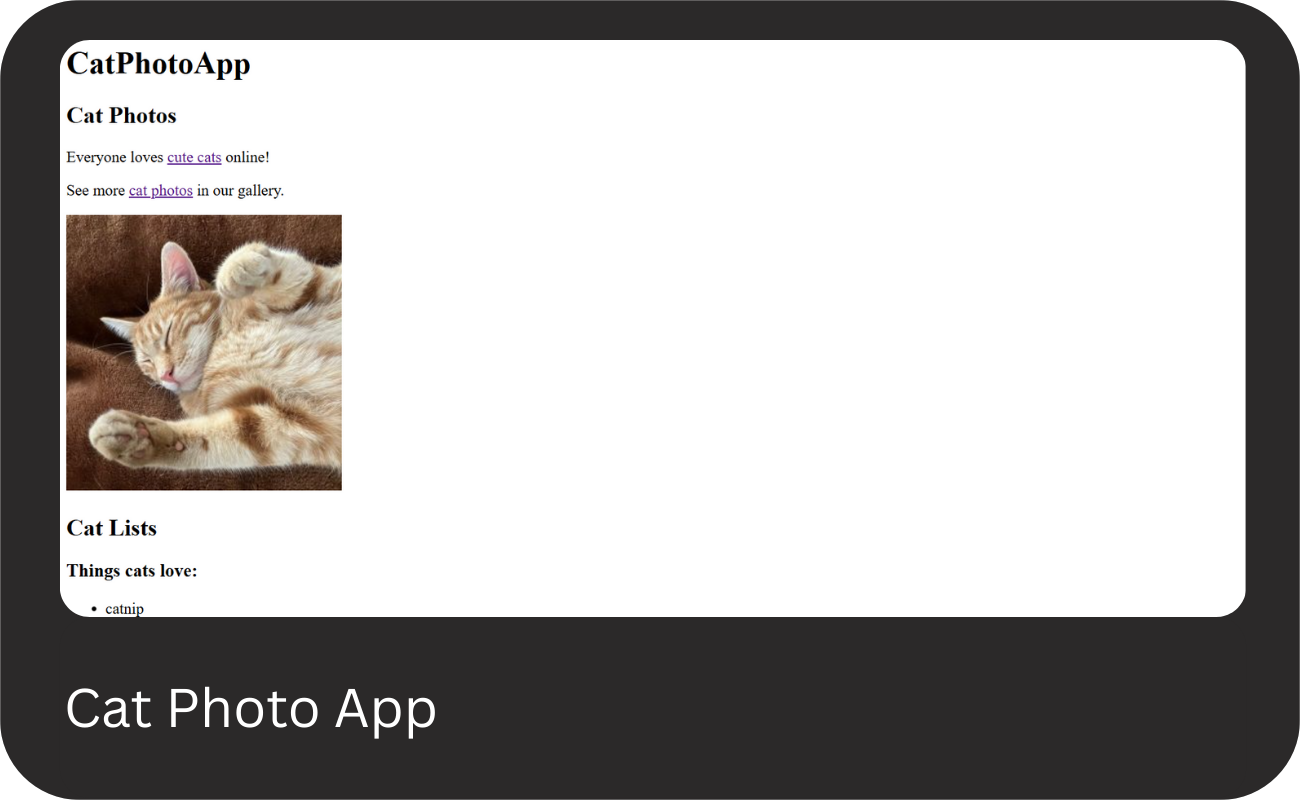 CatPhotoApp
Cat Photos
Everyone loves cute cats online!
See more cat photos in our gallery.
Cat Lists
Things cats love:
• catnip
Cat Photo App